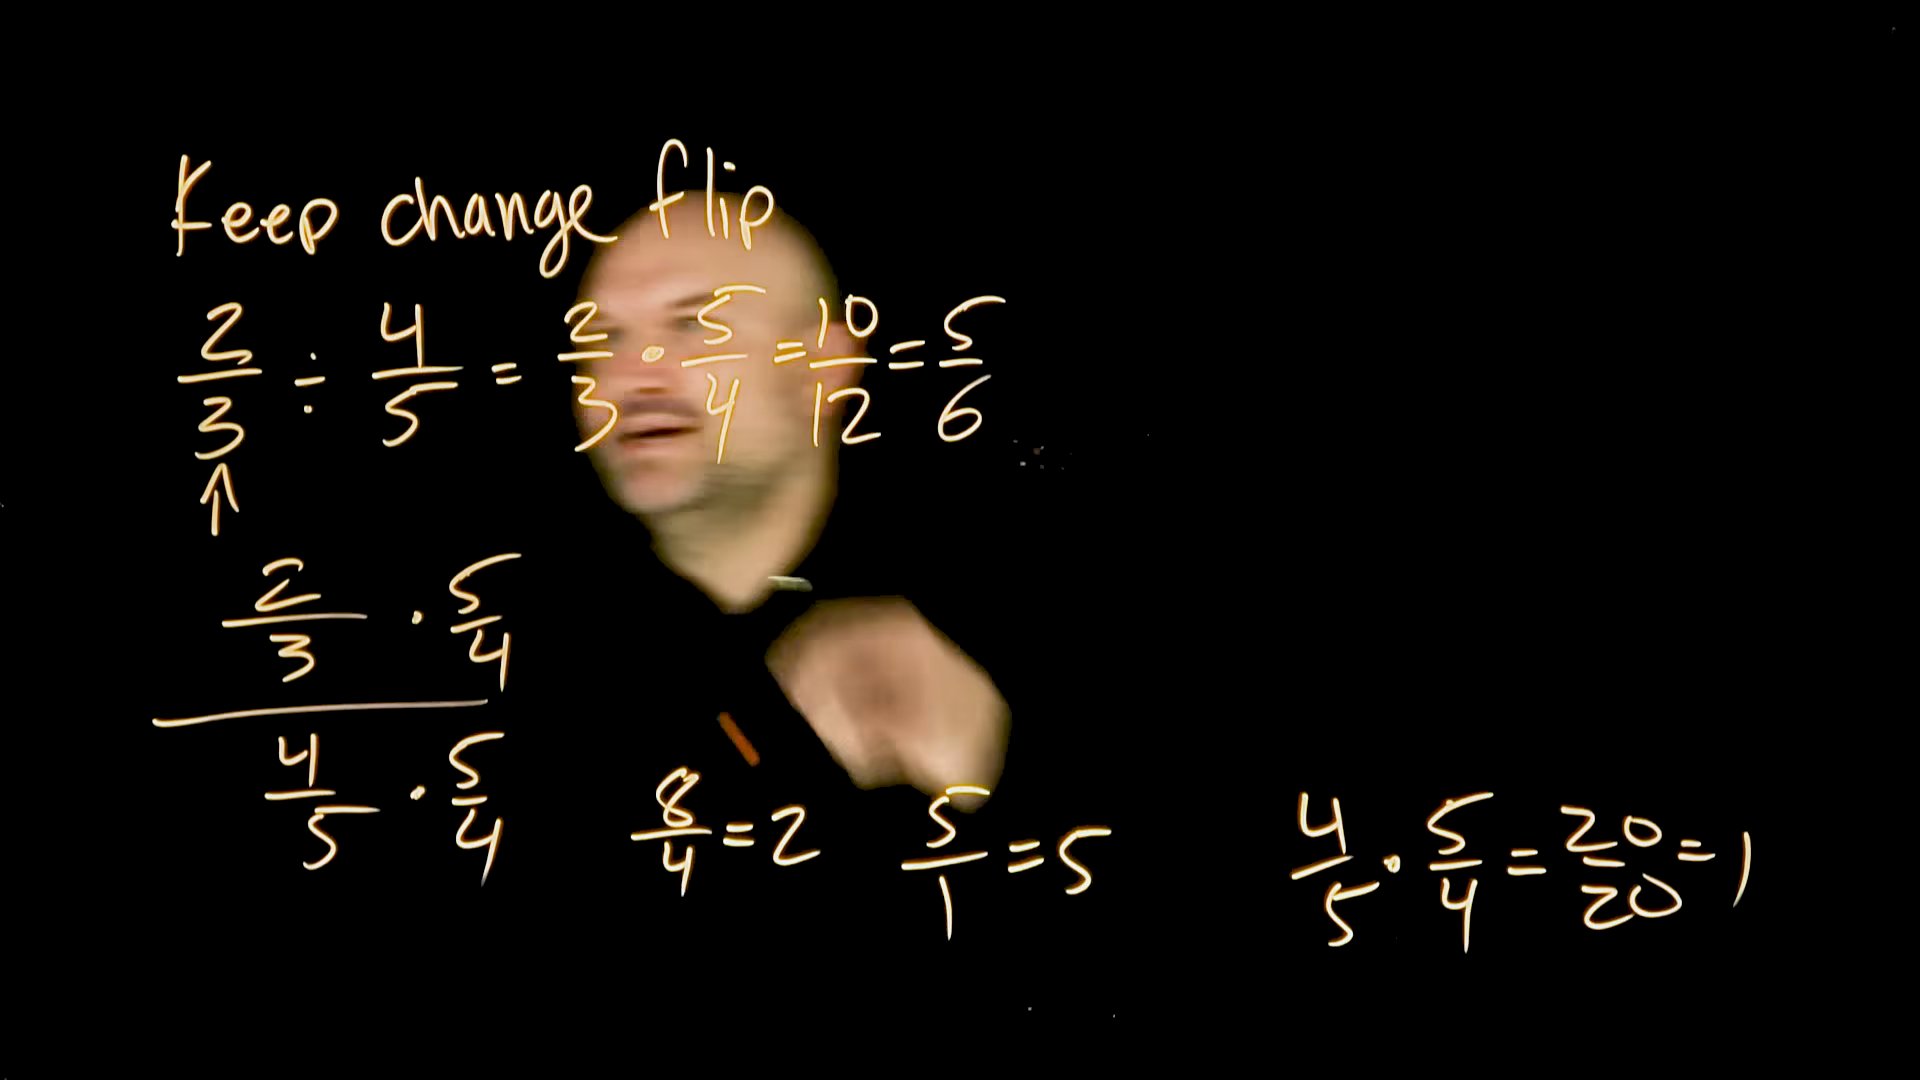 Keep change flip
2/3 ÷ 4/5 = 2/3 • 5/4 = 10/12 = 5/6
↑
2/3 • 5/4
4/5 • 5/4
8/4 = 2
5/1 = 5
4/5 • 5/4 = 20/20 = 1